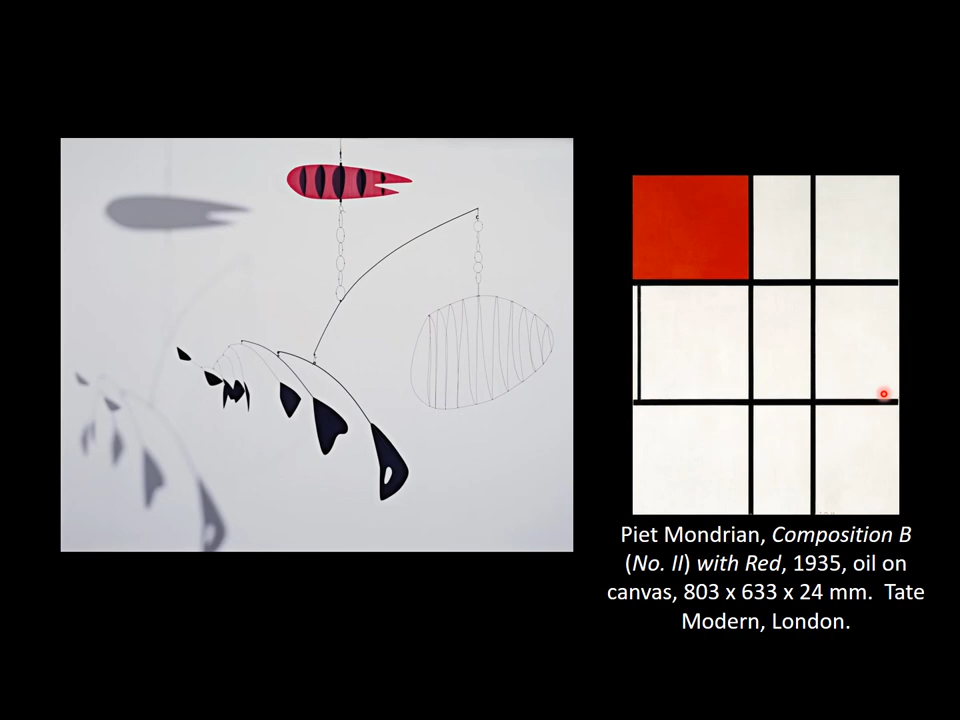 Piet Mondrian, Composition B
(No. II) with Red, 1935, oil on
canvas, 803 x 633 x 24 mm.  Tate
Modern, London.